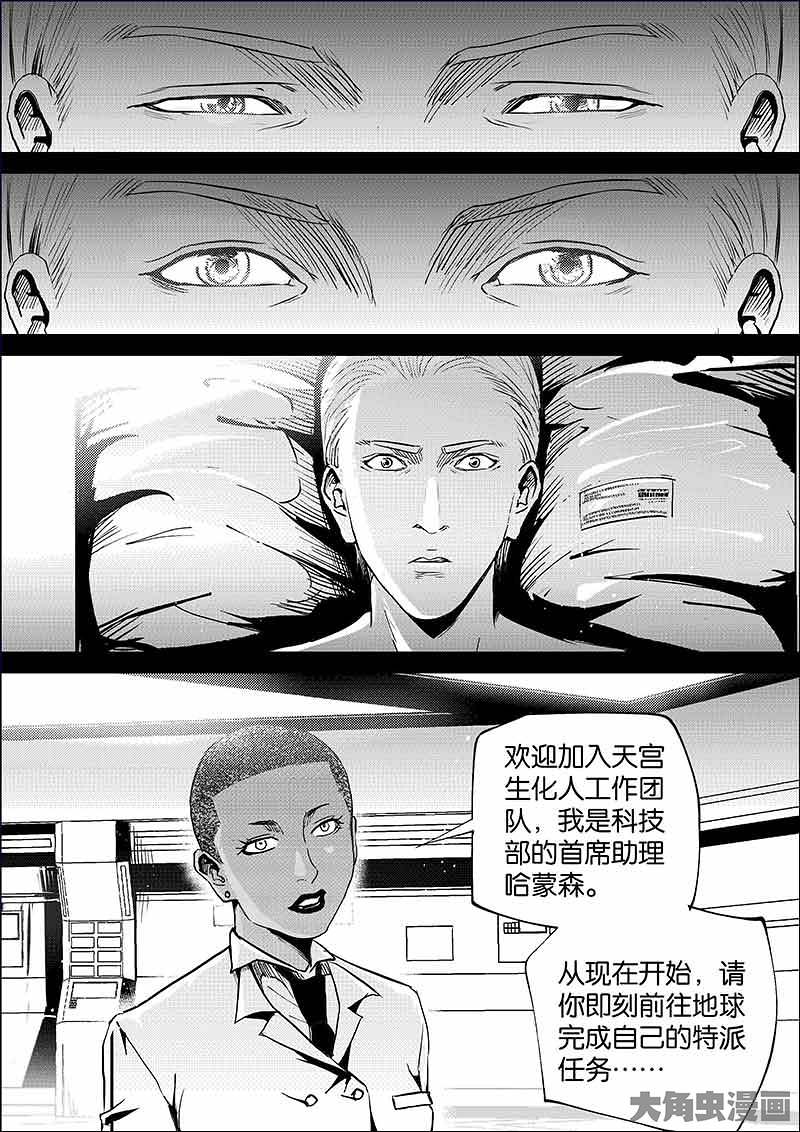 欢迎加入天宫
生化人工作团
队，我是科技
部的首席助理
哈蒙森。
从现在开始，请
你即刻前往地球
完成自己的特派
任务……
大角虫漫画